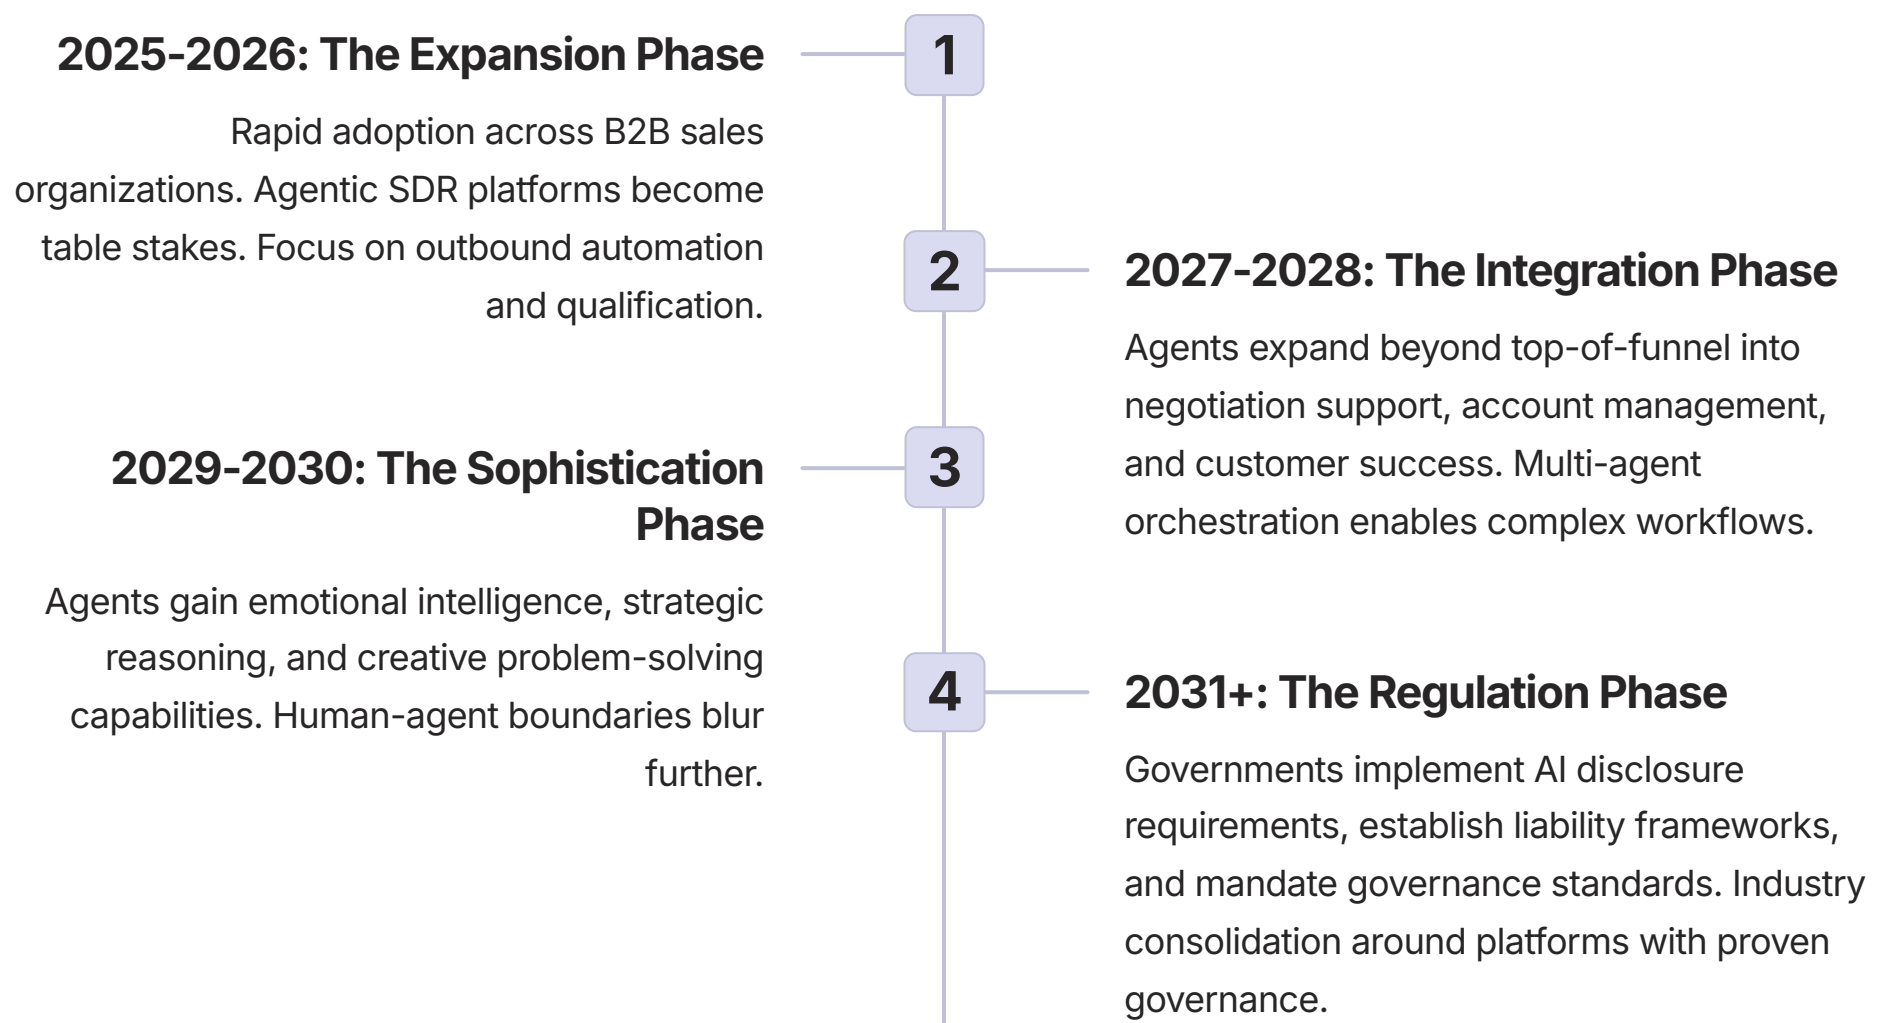 1
2025-2026: The Expansion Phase
Rapid adoption across B2B sales
organizations. Agentic SDR platforms become
table stakes. Focus on outbound automation
and qualification.
2
2027-2028: The Integration Phase
Agents expand beyond top-of-funnel into
negotiation support, account management,
and customer success. Multi-agent
orchestration enables complex workflows.
3
2029-2030: The Sophistication
Phase
Agents gain emotional intelligence, strategic
reasoning, and creative problem-solving
capabilities. Human-agent boundaries blur
further.
4
2031+: The Regulation Phase
Governments implement AI disclosure
requirements, establish liability frameworks,
and mandate governance standards. Industry
consolidation around platforms with proven
governance.